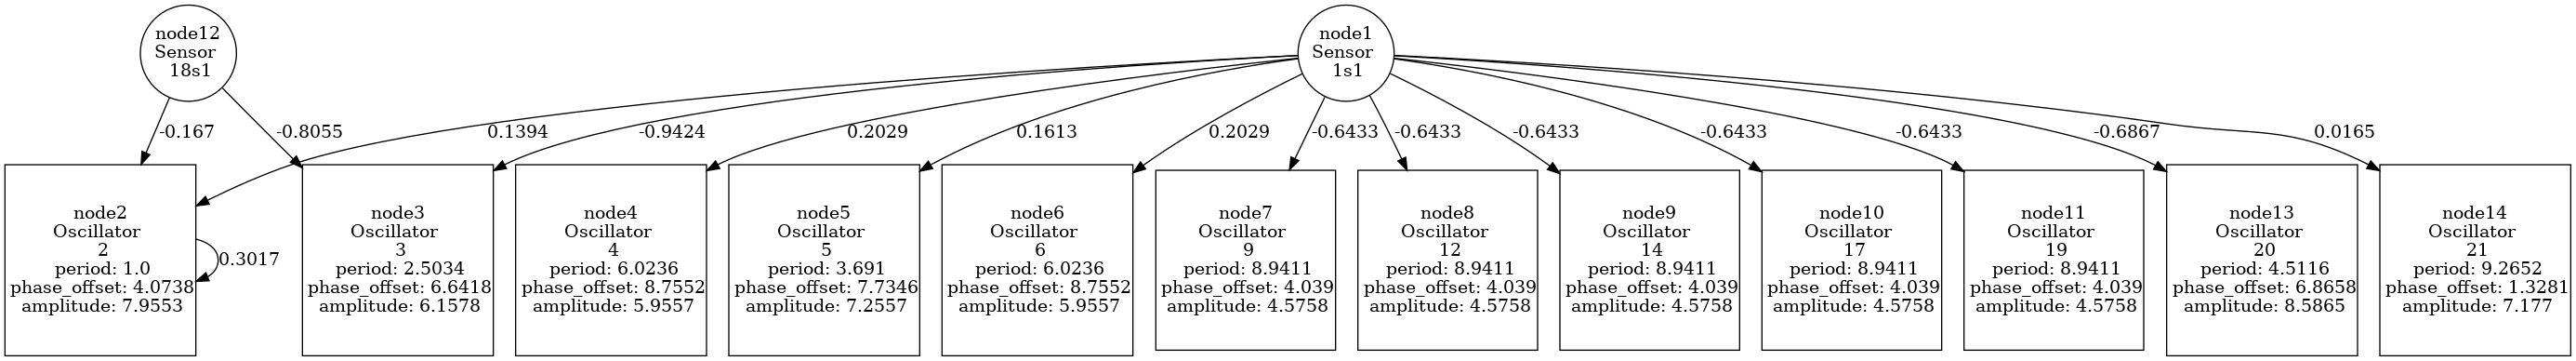 node12
Sensor
18s1
node1
Sensor
1s1
-0.167
-0.8055
0.1394
-0.9424
0.2029
0.1613
0.2029
-0.6433
-0.6433
-0.6433
-0.6433
-0.6433
-0.6867
0.0165
node2
Oscillator
2
period: 1.0
phase_offset: 4.0738
amplitude: 7.9553
0.3017
node3
Oscillator
3
period: 2.5034
phase_offset: 6.6418
amplitude: 6.1578
node4
Oscillator
4
period: 6.0236
phase_offset: 8.7552
amplitude: 5.9557
node5
Oscillator
5
period: 3.691
phase_offset: 7.7346
amplitude: 7.2557
node6
Oscillator
6
period: 6.0236
phase_offset: 8.7552
amplitude: 5.9557
node7
Oscillator
9
period: 8.9411
phase_offset: 4.039
amplitude: 4.5758
node8
Oscillator
12
period: 8.9411
phase_offset: 4.039
amplitude: 4.5758
node9
Oscillator
14
period: 8.9411
phase_offset: 4.039
amplitude: 4.5758
node10
Oscillator
17
period: 8.9411
phase_offset: 4.039
amplitude: 4.5758
node11
Oscillator
19
period: 8.9411
phase_offset: 4.039
amplitude: 4.5758
node13
Oscillator
20
period: 4.5116
phase_offset: 6.8658
amplitude: 8.5865
node14
Oscillator
21
period: 9.2652
phase_offset: 1.3281
amplitude: 7.177